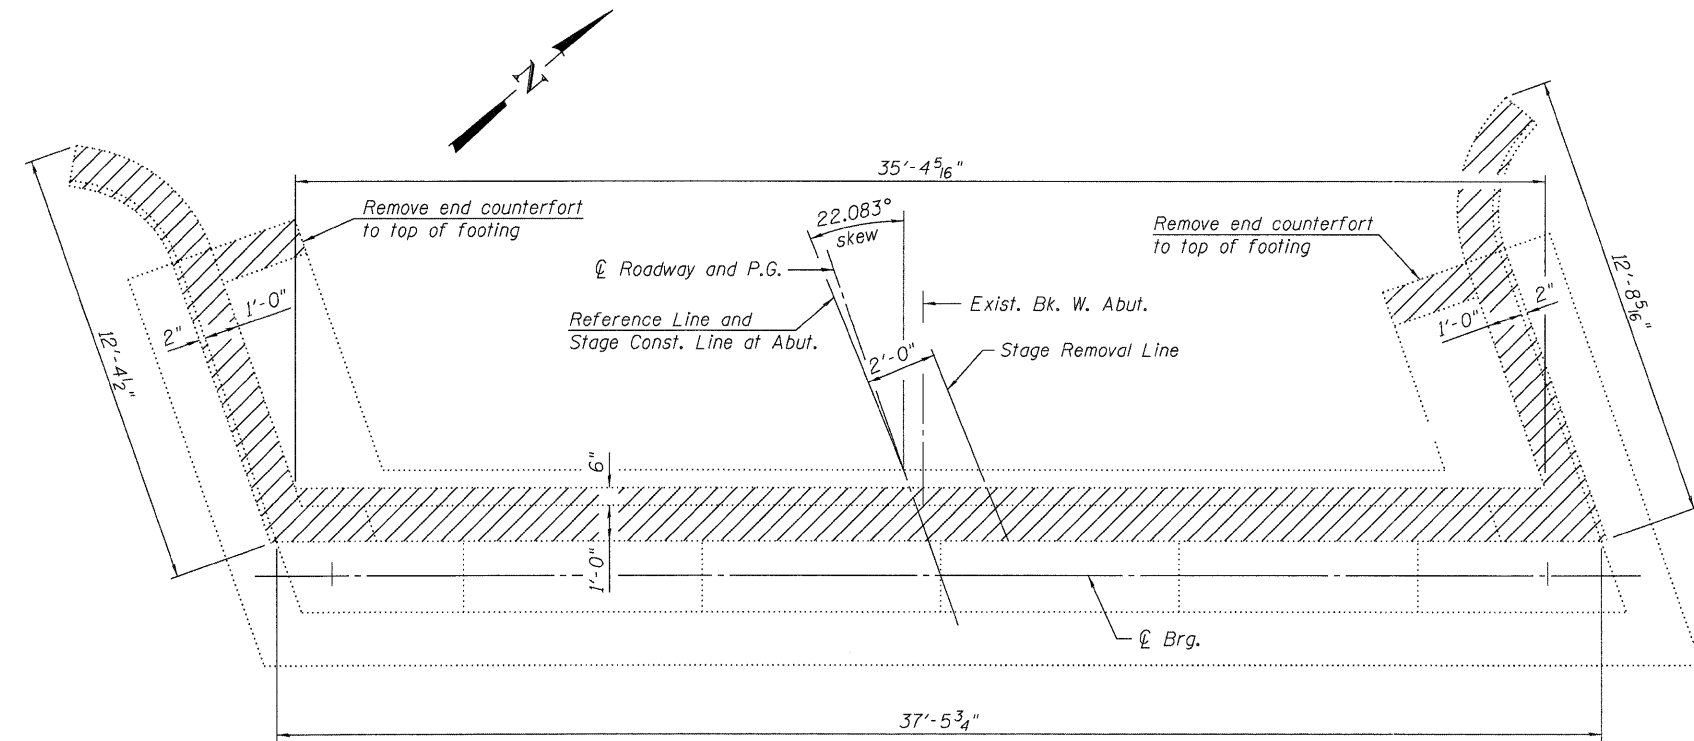 N
35'-4 5/16"
Remove end counterfort
to top of footing
22.083°
skew
℄ Roadway and P.G.
Reference Line and
Stage Const. Line at Abut.
Exist. Bk. W. Abut.
2'-0"
Stage Removal Line
Remove end counterfort
to top of footing
2"
1'-0"
12'-4 1/2"
1'-0"
2"
12'-8 5/16"
6"
1'-0"
℄ Brg.
37'-5 3/4"